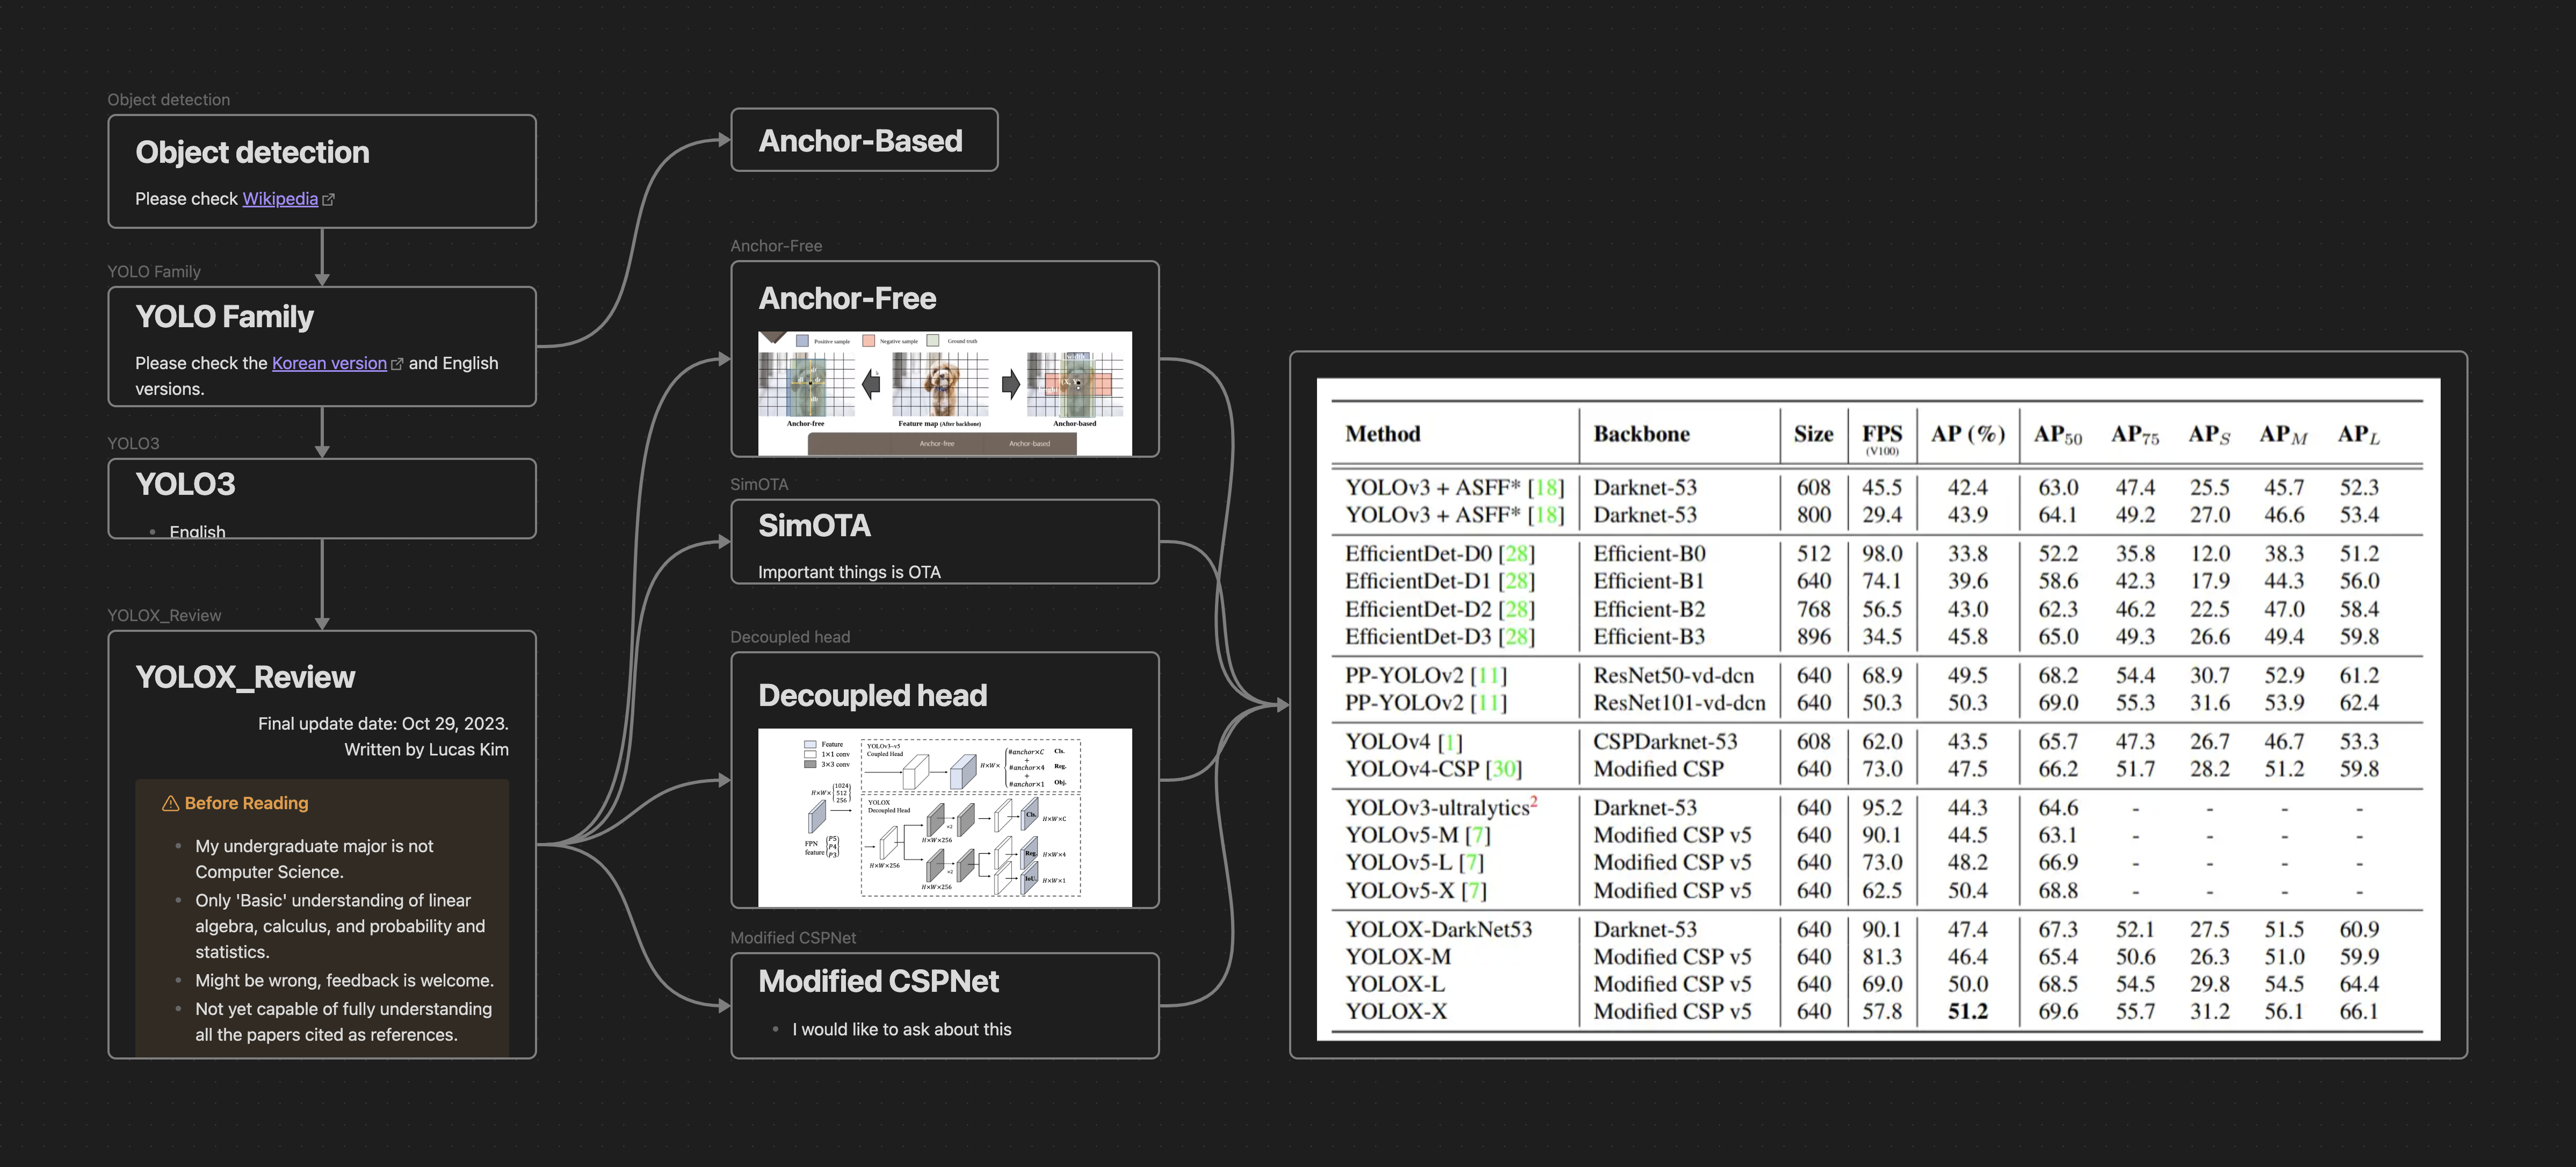 Object detection
Object detection
Please check Wikipedia
YOLO Family
YOLO Family
Please check the Korean version and English
versions.
YOLO3
YOLO3
• English
YOLOX_Review
YOLOX_Review
Final update date: Oct 29, 2023.
Written by Lucas Kim
Before Reading
• My undergraduate major is not
Computer Science.
• Only 'Basic' understanding of linear
algebra, calculus, and probability and
statistics.
• Might be wrong, feedback is welcome.
• Not yet capable of fully understanding
all the papers cited as references.
Anchor-Based
Anchor-Free
Anchor-Free
Positive sample Negative sample Ground truth
Anchor-free Feature map (After backbone) Anchor-based
Anchor-free Anchor-based
SimOTA
SimOTA
Important things is OTA
Decoupled head
Decoupled head
Feature
1×1 conv
3×3 conv
YOLOv3~v5
Coupled Head
H×W×
#anchor×C Cls.
+
#anchor×4 Reg.
+
#anchor×1 Obj.
H×W×
1024
512
256
FPN
feature
P5
P4
P3
YOLOX
Decoupled Head
H×W×256
×2
H×W×256
Cls. H×W×C
×2
H×W×256
Reg. H×W×4
IoU. H×W×1
Modified CSPNet
Modified CSPNet
• I would like to ask about this
Method Backbone Size FPS (V100) AP (%) AP50 AP75 APS APM APL
YOLOv3 + ASFF* [18] Darknet-53 608 45.5 42.4 63.0 47.4 25.5 45.7 52.3
YOLOv3 + ASFF* [18] Darknet-53 800 29.4 43.9 64.1 49.2 27.0 46.6 53.4
EfficientDet-D0 [28] Efficient-B0 512 98.0 33.8 52.2 35.8 12.0 38.3 51.2
EfficientDet-D1 [28] Efficient-B1 640 74.1 39.6 58.6 42.3 17.9 44.3 56.0
EfficientDet-D2 [28] Efficient-B2 768 56.5 43.0 62.3 46.2 22.5 47.0 58.4
EfficientDet-D3 [28] Efficient-B3 896 34.5 45.8 65.0 49.3 26.6 49.4 59.8
PP-YOLOv2 [11] ResNet50-vd-dcn 640 68.9 49.5 68.2 54.4 30.7 52.9 61.2
PP-YOLOv2 [11] ResNet101-vd-dcn 640 50.3 50.3 69.0 55.3 31.6 53.9 62.4
YOLOv4 [1] CSPDarknet-53 608 62.0 43.5 65.7 47.3 26.7 46.7 53.3
YOLOv4-CSP [30] Modified CSP 640 73.0 47.5 66.2 51.7 28.2 51.2 59.8
YOLOv3-ultralytics2 Darknet-53 640 95.2 44.3 64.6 - - - -
YOLOv5-M [7] Modified CSP v5 640 90.1 44.5 63.1 - - - -
YOLOv5-L [7] Modified CSP v5 640 73.0 48.2 66.9 - - - -
YOLOv5-X [7] Modified CSP v5 640 62.5 50.4 68.8 - - - -
YOLOX-DarkNet53 Darknet-53 640 90.1 47.4 67.3 52.1 27.5 51.5 60.9
YOLOX-M Modified CSP v5 640 81.3 46.4 65.4 50.6 26.3 51.0 59.9
YOLOX-L Modified CSP v5 640 69.0 50.0 68.5 54.5 29.8 54.5 64.4
YOLOX-X Modified CSP v5 640 57.8 51.2 69.6 55.7 31.2 56.1 66.1